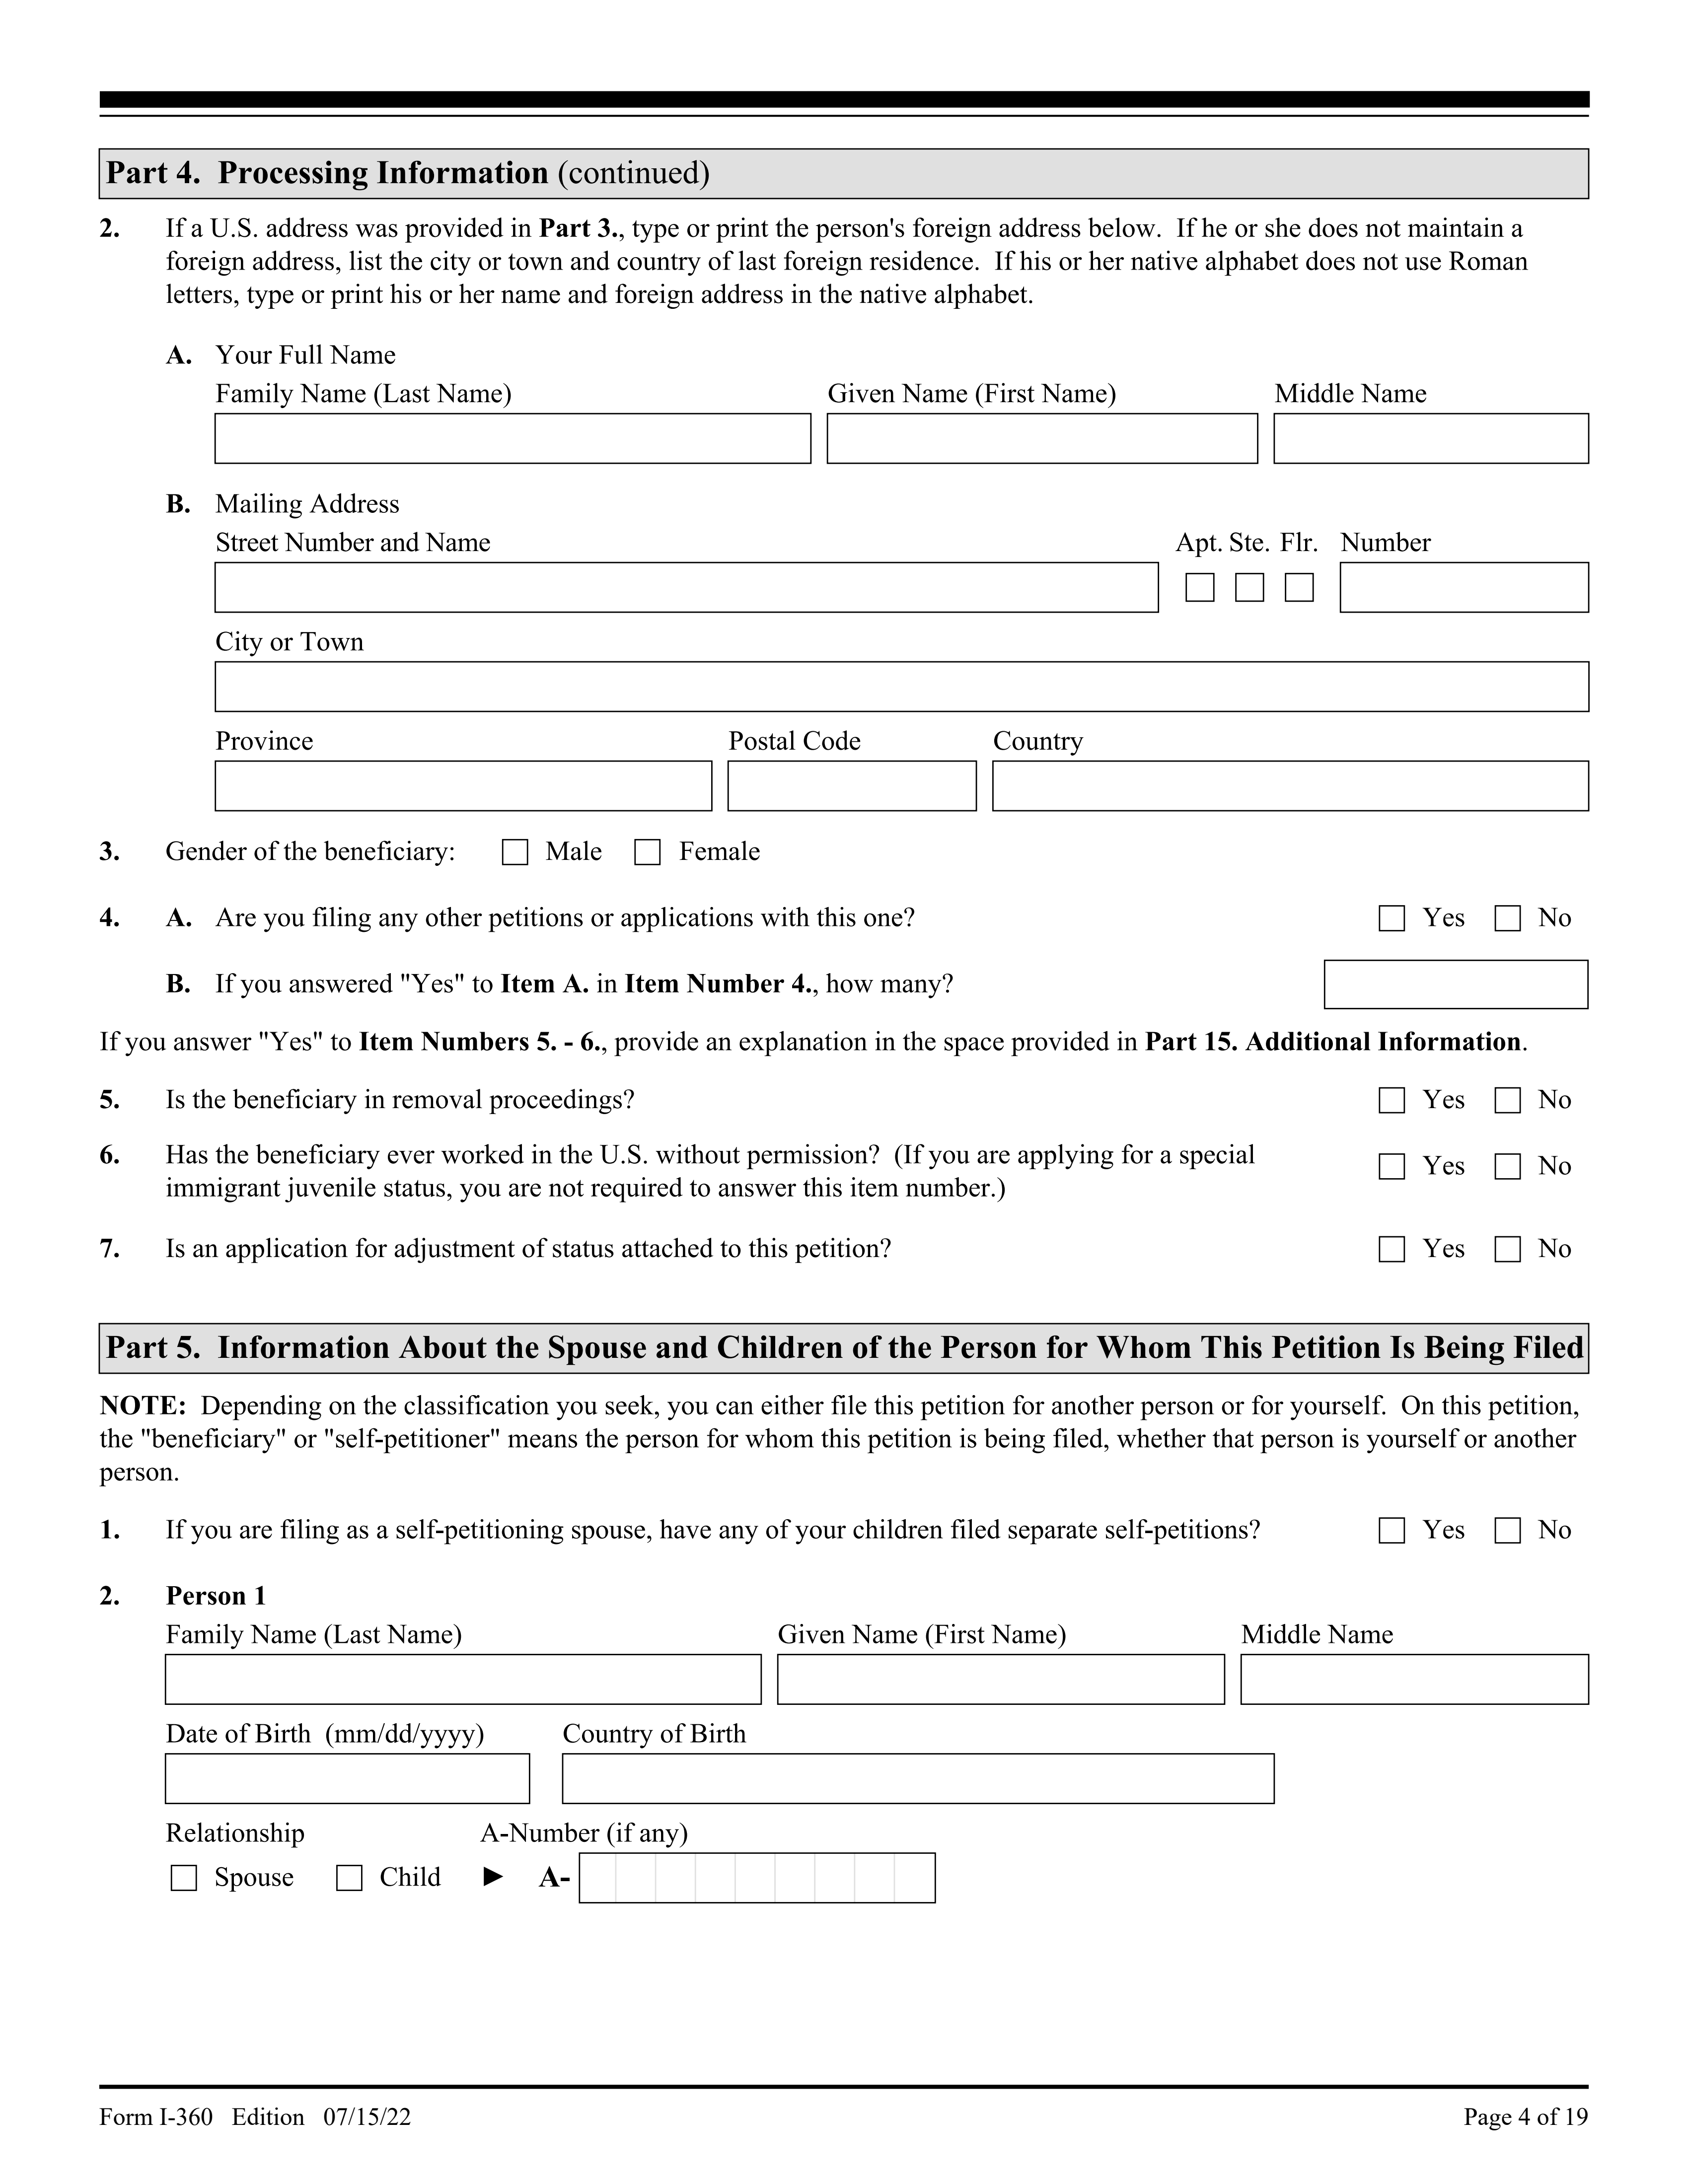 Part 4.  Processing Information (continued)
2. If a U.S. address was provided in Part 3., type or print the person's foreign address below.  If he or she does not maintain a
foreign address, list the city or town and country of last foreign residence.  If his or her native alphabet does not use Roman
letters, type or print his or her name and foreign address in the native alphabet.
A. Your Full Name
Family Name (Last Name) Given Name (First Name) Middle Name
B. Mailing Address
Street Number and Name Apt. Ste. Flr. Number
City or Town
Province Postal Code Country
3. Gender of the beneficiary: Male Female
4. A. Are you filing any other petitions or applications with this one? Yes No
B. If you answered "Yes" to Item A. in Item Number 4., how many?
If you answer "Yes" to Item Numbers 5. - 6., provide an explanation in the space provided in Part 15. Additional Information.
5. Is the beneficiary in removal proceedings? Yes No
6. Has the beneficiary ever worked in the U.S. without permission?  (If you are applying for a special
immigrant juvenile status, you are not required to answer this item number.) Yes No
7. Is an application for adjustment of status attached to this petition? Yes No
Part 5.  Information About the Spouse and Children of the Person for Whom This Petition Is Being Filed
NOTE:  Depending on the classification you seek, you can either file this petition for another person or for yourself.  On this petition,
the "beneficiary" or "self-petitioner" means the person for whom this petition is being filed, whether that person is yourself or another
person.
1. If you are filing as a self-petitioning spouse, have any of your children filed separate self-petitions? Yes No
2. Person 1
Family Name (Last Name) Given Name (First Name) Middle Name
Date of Birth  (mm/dd/yyyy) Country of Birth
Relationship A-Number (if any)
Spouse Child ► A-
Form I-360   Edition   07/15/22 Page 4 of 19